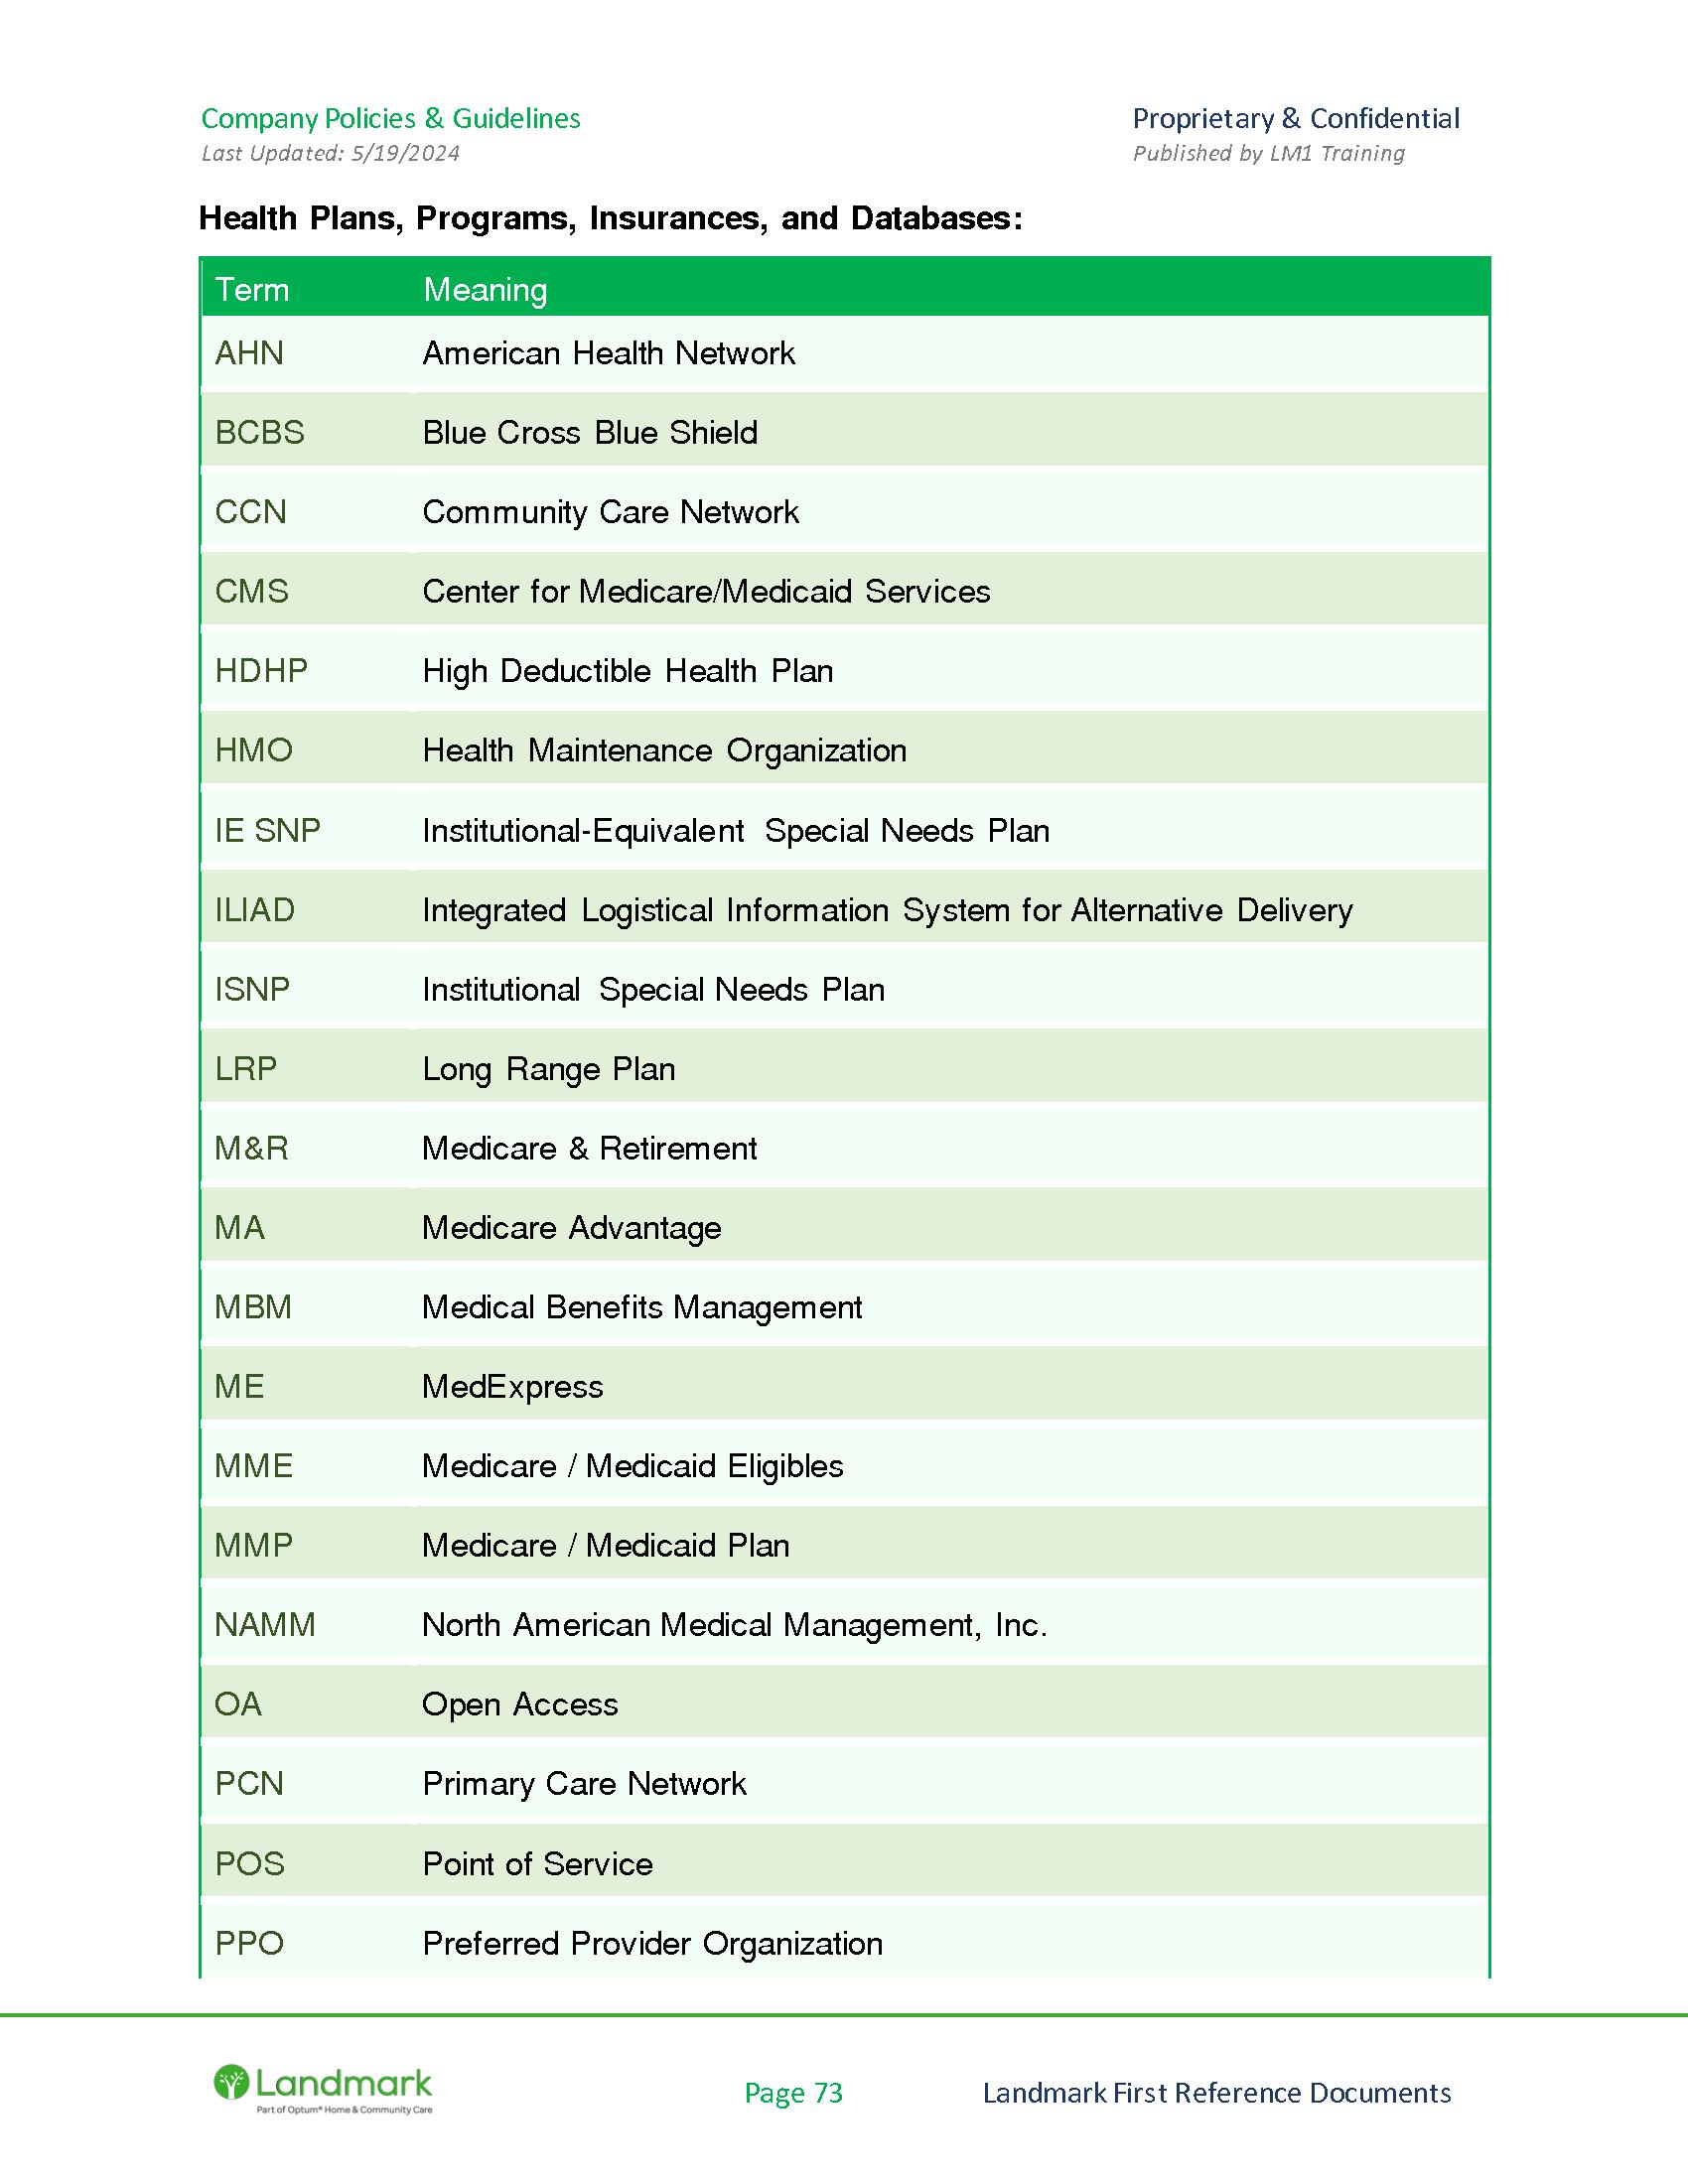 Company Policies & Guidelines Proprietary & Confidential
Last Updated: 5/19/2024 Published by LM1 Training
Health Plans, Programs, Insurances, and Databases:
Term Meaning
AHN American Health Network
BCBS Blue Cross Blue Shield
CCN Community Care Network
CMS Center for Medicare/Medicaid Services
HDHP High Deductible Health Plan
HMO Health Maintenance Organization
IE SNP Institutional-Equivalent Special Needs Plan
ILIAD Integrated Logistical Information System for Alternative Delivery
ISNP Institutional Special Needs Plan
LRP Long Range Plan
M&R Medicare & Retirement
MA Medicare Advantage
MBM Medical Benefits Management
ME MedExpress
MME Medicare / Medicaid Eligibles
MMP Medicare / Medicaid Plan
NAMM North American Medical Management, Inc.
OA Open Access
PCN Primary Care Network
POS Point of Service
PPO Preferred Provider Organization
Landmark
Part of Optum® Home & Community Care
Page 73 Landmark First Reference Documents